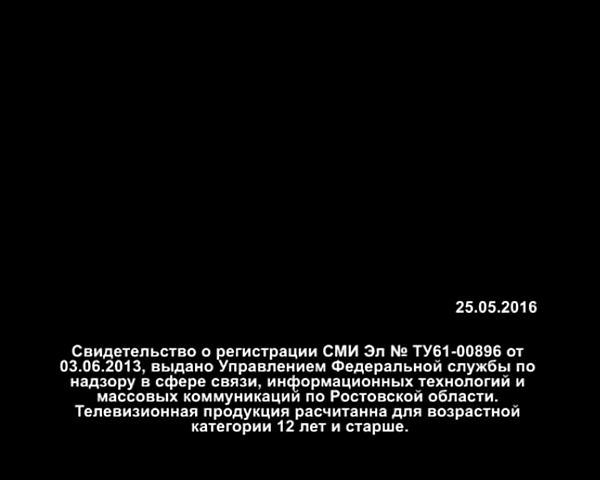 25.05.2016
Свидетельство о регистрации СМИ Эл № ТУ61-00896 от
03.06.2013, выдано Управлением Федеральной службы по
надзору в сфере связи, информационных технологий и
массовых коммуникаций по Ростовской области.
Телевизионная продукция расчитанна для возрастной
категории 12 лет и старше.